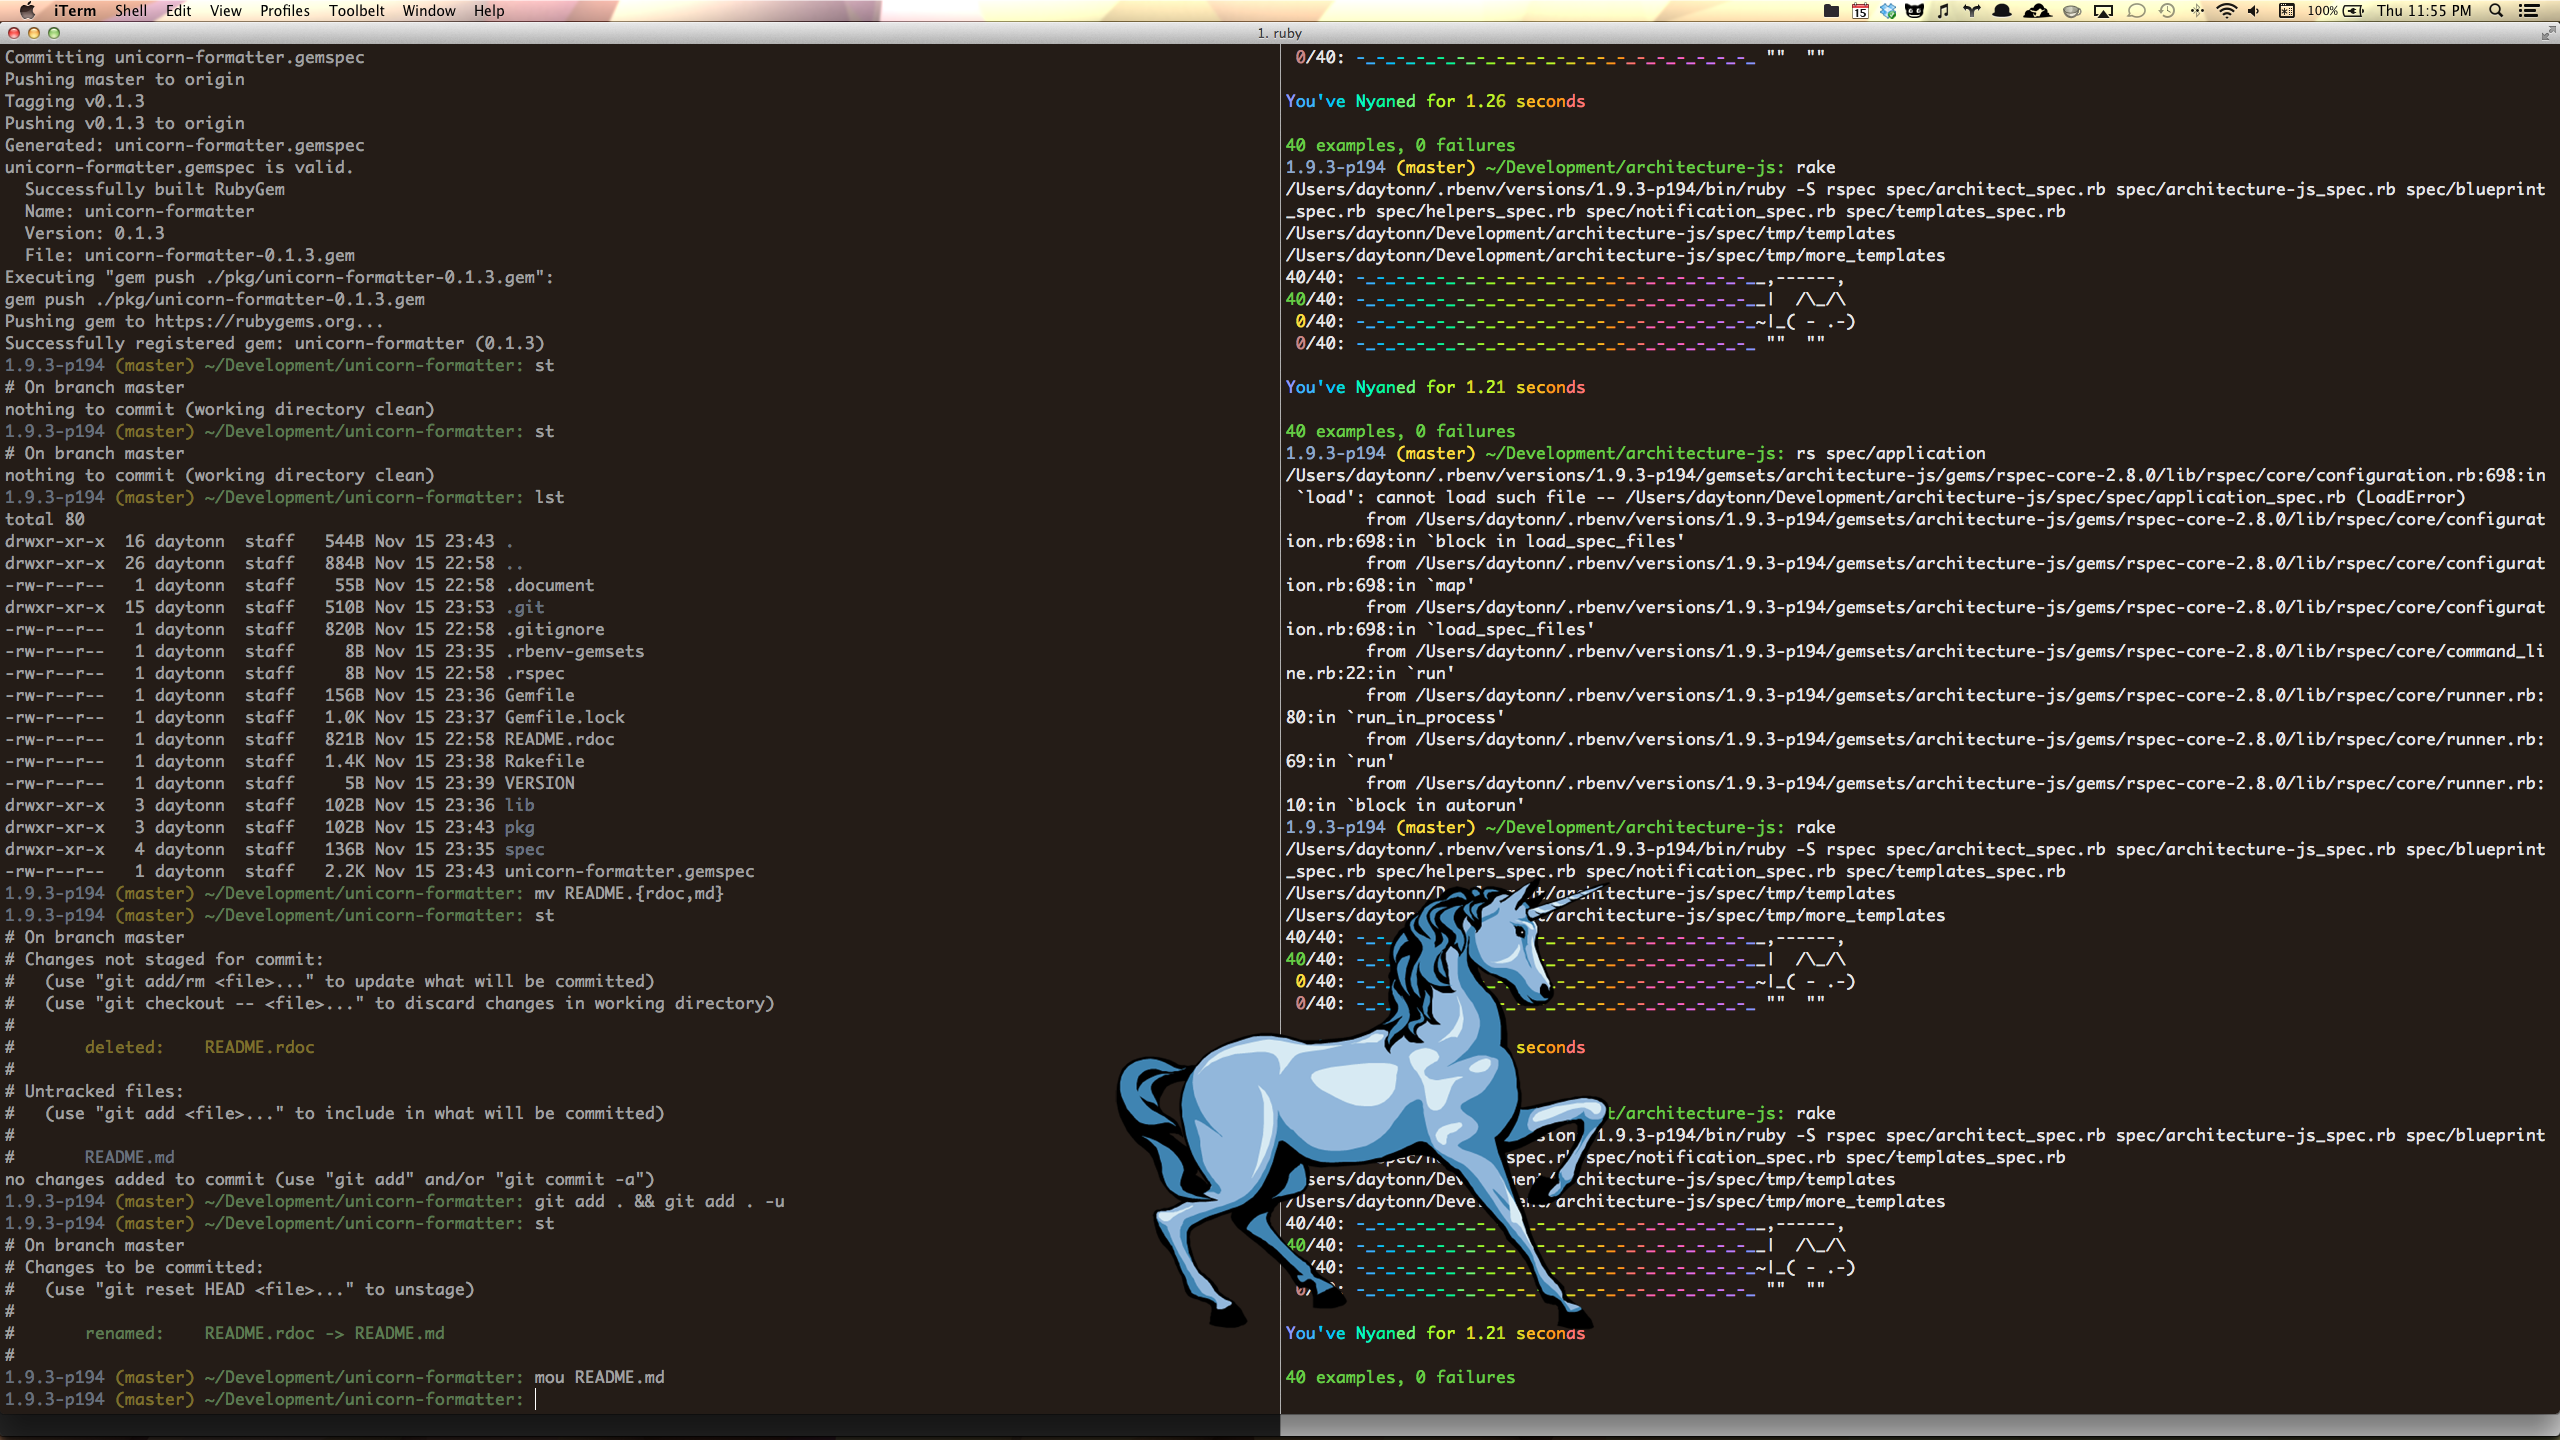 iTerm Shell Edit View Profiles Toolbelt Window Help
15 100% Thu 11:55 PM
1. ruby
Committing unicorn-formatter.gemspec
Pushing master to origin
Tagging v0.1.3
Pushing v0.1.3 to origin
Generated: unicorn-formatter.gemspec
unicorn-formatter.gemspec is valid.
  Successfully built RubyGem
  Name: unicorn-formatter
  Version: 0.1.3
  File: unicorn-formatter-0.1.3.gem
Executing "gem push ./pkg/unicorn-formatter-0.1.3.gem":
gem push ./pkg/unicorn-formatter-0.1.3.gem
Pushing gem to https://rubygems.org...
Successfully registered gem: unicorn-formatter (0.1.3)
1.9.3-p194 (master) ~/Development/unicorn-formatter: st
# On branch master
nothing to commit (working directory clean)
1.9.3-p194 (master) ~/Development/unicorn-formatter: st
# On branch master
nothing to commit (working directory clean)
1.9.3-p194 (master) ~/Development/unicorn-formatter: lst
total 80
drwxr-xr-x  16 daytonn  staff   544B Nov 15 23:43 .
drwxr-xr-x  26 daytonn  staff   884B Nov 15 22:58 ..
-rw-r--r--   1 daytonn  staff    55B Nov 15 22:58 .document
drwxr-xr-x  15 daytonn  staff   510B Nov 15 23:53 .git
-rw-r--r--   1 daytonn  staff   820B Nov 15 22:58 .gitignore
-rw-r--r--   1 daytonn  staff     8B Nov 15 23:35 .rbenv-gemsets
-rw-r--r--   1 daytonn  staff     8B Nov 15 22:58 .rspec
-rw-r--r--   1 daytonn  staff   156B Nov 15 23:36 Gemfile
-rw-r--r--   1 daytonn  staff   1.0K Nov 15 23:37 Gemfile.lock
-rw-r--r--   1 daytonn  staff   821B Nov 15 22:58 README.rdoc
-rw-r--r--   1 daytonn  staff   1.4K Nov 15 23:38 Rakefile
-rw-r--r--   1 daytonn  staff     5B Nov 15 23:39 VERSION
drwxr-xr-x   3 daytonn  staff   102B Nov 15 23:36 lib
drwxr-xr-x   3 daytonn  staff   102B Nov 15 23:43 pkg
drwxr-xr-x   4 daytonn  staff   136B Nov 15 23:35 spec
-rw-r--r--   1 daytonn  staff   2.2K Nov 15 23:43 unicorn-formatter.gemspec
1.9.3-p194 (master) ~/Development/unicorn-formatter: mv README.{rdoc,md}
1.9.3-p194 (master) ~/Development/unicorn-formatter: st
# On branch master
# Changes not staged for commit:
#   (use "git add/rm <file>..." to update what will be committed)
#   (use "git checkout -- <file>..." to discard changes in working directory)
#
#       deleted:    README.rdoc
#
# Untracked files:
#   (use "git add <file>..." to include in what will be committed)
#
#       README.md
no changes added to commit (use "git add" and/or "git commit -a")
1.9.3-p194 (master) ~/Development/unicorn-formatter: git add . && git add . -u
1.9.3-p194 (master) ~/Development/unicorn-formatter: st
# On branch master
# Changes to be committed:
#   (use "git reset HEAD <file>..." to unstage)
#
#       renamed:    README.rdoc -> README.md
#
1.9.3-p194 (master) ~/Development/unicorn-formatter: mou README.md
1.9.3-p194 (master) ~/Development/unicorn-formatter:
 0/40: -_-_-_-_-_-_-_-_-_-_-_-_-_-_-_-_-_-_-_-_ ""  ""
You've Nyaned for 1.26 seconds
40 examples, 0 failures
1.9.3-p194 (master) ~/Development/architecture-js: rake
/Users/daytonn/.rbenv/versions/1.9.3-p194/bin/ruby -S rspec spec/architect_spec.rb spec/architecture-js_spec.rb spec/blueprint
_spec.rb spec/helpers_spec.rb spec/notification_spec.rb spec/templates_spec.rb
/Users/daytonn/Development/architecture-js/spec/tmp/templates
/Users/daytonn/Development/architecture-js/spec/tmp/more_templates
40/40: -_-_-_-_-_-_-_-_-_-_-_-_-_-_-_-_-_-_-_-_,------,
40/40: -_-_-_-_-_-_-_-_-_-_-_-_-_-_-_-_-_-_-_-__|  /\_/\
 0/40: -_-_-_-_-_-_-_-_-_-_-_-_-_-_-_-_-_-_-_-_~|_( - .-)
 0/40: -_-_-_-_-_-_-_-_-_-_-_-_-_-_-_-_-_-_-_-_ ""  ""
You've Nyaned for 1.21 seconds
40 examples, 0 failures
1.9.3-p194 (master) ~/Development/architecture-js: rs spec/application
/Users/daytonn/.rbenv/versions/1.9.3-p194/gemsets/architecture-js/gems/rspec-core-2.8.0/lib/rspec/core/configuration.rb:698:in
 `load': cannot load such file -- /Users/daytonn/Development/architecture-js/spec/spec/application_spec.rb (LoadError)
        from /Users/daytonn/.rbenv/versions/1.9.3-p194/gemsets/architecture-js/gems/rspec-core-2.8.0/lib/rspec/core/configurat
ion.rb:698:in `block in load_spec_files'
        from /Users/daytonn/.rbenv/versions/1.9.3-p194/gemsets/architecture-js/gems/rspec-core-2.8.0/lib/rspec/core/configurat
ion.rb:698:in `map'
        from /Users/daytonn/.rbenv/versions/1.9.3-p194/gemsets/architecture-js/gems/rspec-core-2.8.0/lib/rspec/core/configurat
ion.rb:698:in `load_spec_files'
        from /Users/daytonn/.rbenv/versions/1.9.3-p194/gemsets/architecture-js/gems/rspec-core-2.8.0/lib/rspec/core/command_li
ne.rb:22:in `run'
        from /Users/daytonn/.rbenv/versions/1.9.3-p194/gemsets/architecture-js/gems/rspec-core-2.8.0/lib/rspec/core/runner.rb:
80:in `run_in_process'
        from /Users/daytonn/.rbenv/versions/1.9.3-p194/gemsets/architecture-js/gems/rspec-core-2.8.0/lib/rspec/core/runner.rb:
69:in `run'
        from /Users/daytonn/.rbenv/versions/1.9.3-p194/gemsets/architecture-js/gems/rspec-core-2.8.0/lib/rspec/core/runner.rb:
10:in `block in autorun'
1.9.3-p194 (master) ~/Development/architecture-js: rake
/Users/daytonn/.rbenv/versions/1.9.3-p194/bin/ruby -S rspec spec/architect_spec.rb spec/architecture-js_spec.rb spec/blueprint
_spec.rb spec/helpers_spec.rb spec/notification_spec.rb spec/templates_spec.rb
/Users/daytonn/ architecture-js/spec/tmp/templates
/Users/dayton architecture-js/spec/tmp/more_templates
40/40: -_-_ _-_-_-_-_-_-_-_-_-_-_,------,
40/40: -_-_ _-_-_-_-_-_-_-_-_-_-__|  /\_/\
 0/40: -_-_ _-_-_-_-_-_-_-_-_-_-_~|_( - .-)
 0/40: -_-_ _-_-_-_-_-_-_-_-_-_-_ ""  ""
seconds
t/architecture-js: rake
1.9.3-p194/bin/ruby -S rspec spec/architect_spec.rb spec/architecture-js_spec.rb spec/blueprint
spec.rb spec/notification_spec.rb spec/templates_spec.rb
sers/daytonn/Dev architecture-js/spec/tmp/templates
/Users/daytonn/Deve architecture-js/spec/tmp/more_templates
40/40: -_-_-_-_-_-_-_- -_-_-_-_-_-_-_-_-_-_-_,------,
40/40: -_-_-_-_-_-_-_-_ -_-_-_-_-_-_-_-_-_-__|  /\_/\
/40: -_-_-_-_-_-_-_-_ -_-_-_-_-_-_-_-_-_-_~|_( - .-)
0/ -_-_-_-_-_-_-_-_- -_-_-_-_-_-_-_-_-_ ""  ""
You've Nyaned for 1.21 seconds
40 examples, 0 failures